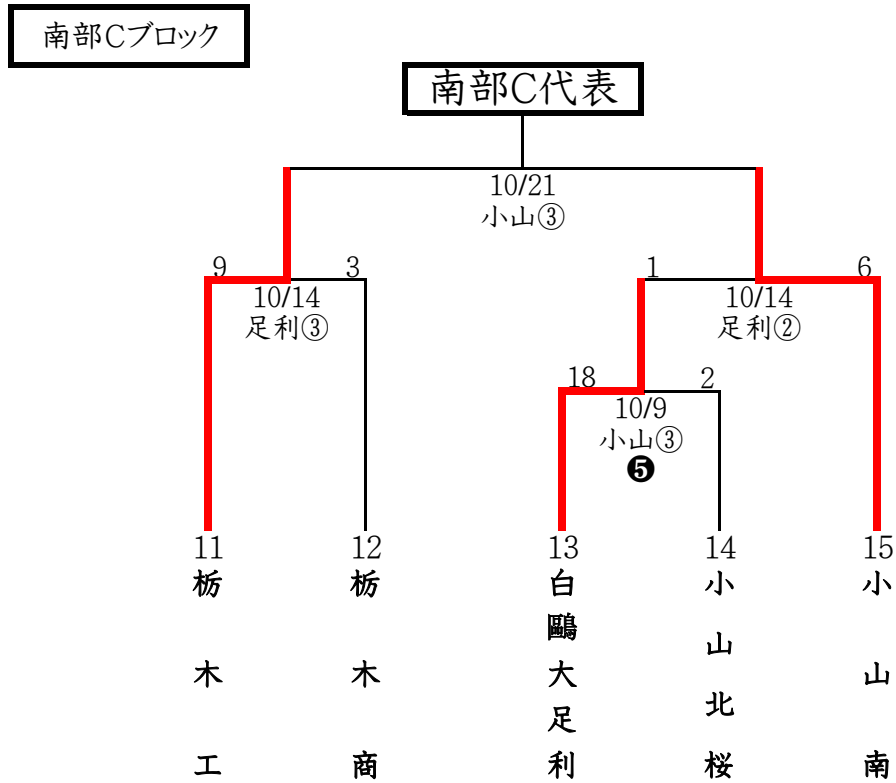 南部Cブロック
南部C代表
10/21
小山③
9
3
10/14
足利③
1
6
10/14
足利②
18
2
10/9
小山③
❺
11
12
13
14
15
栃木工
栃木商
白鷗大足利
小山北桜
小山南